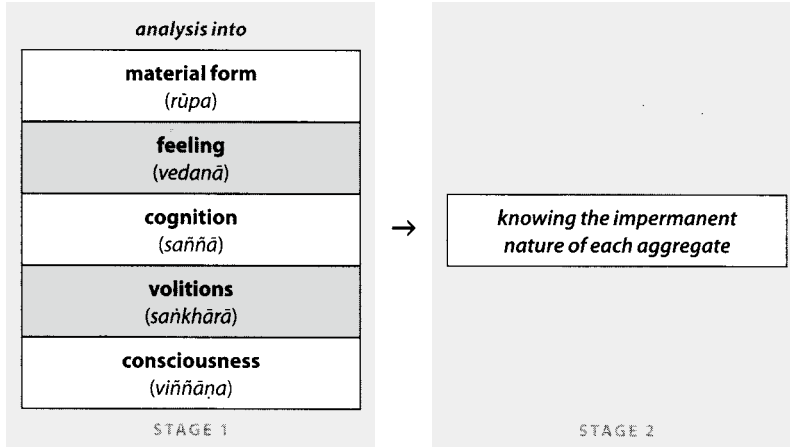 analysis into
material form
(rūpa)
feeling
(vedanā)
cognition
(saññā)
volitions
(saṅkhārā)
consciousness
(viññāṇa)
STAGE 1
→
knowing the impermanent
nature of each aggregate
STAGE 2